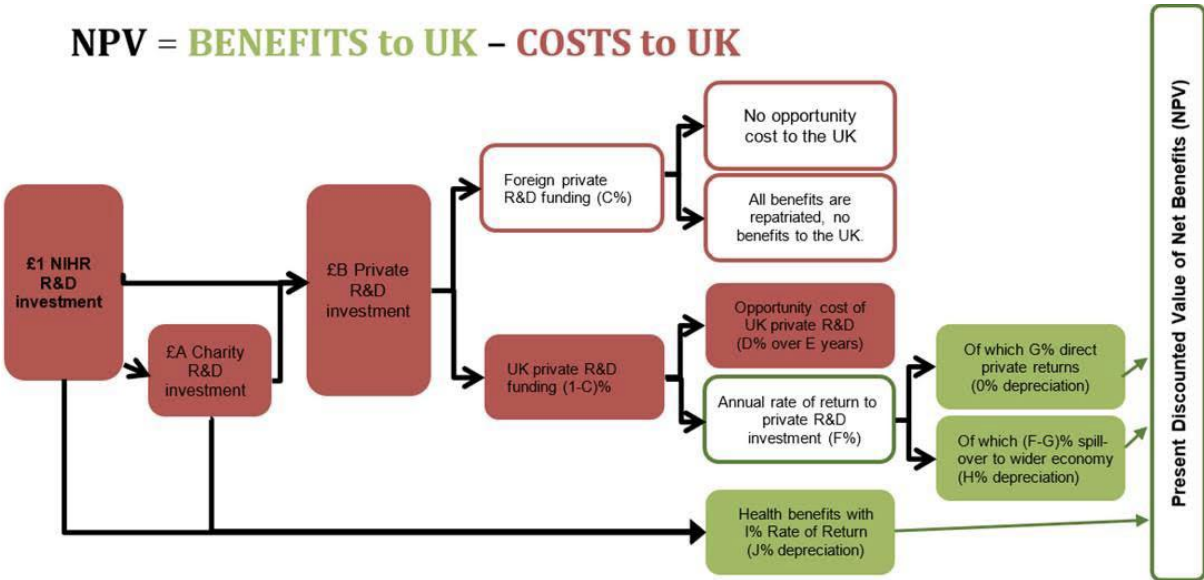 NPV = BENEFITS to UK – COSTS to UK
£1 NIHR
R&D
investment
£A Charity
R&D
investment
£B Private
R&D
investment
Foreign private
R&D funding (C%)
No opportunity
cost to the UK
All benefits are
repatriated, no
benefits to the UK.
UK private R&D
funding (1-C)%
Opportunity cost of
UK private R&D
(D% over E years)
Annual rate of return to
private R&D
investment (F%)
Of which G% direct
private returns
(0% depreciation)
Of which (F-G)% spill-
over to wider economy
(H% depreciation)
Health benefits with
I% Rate of Return
(J% depreciation)
Present Discounted Value of Net Benefits (NPV)